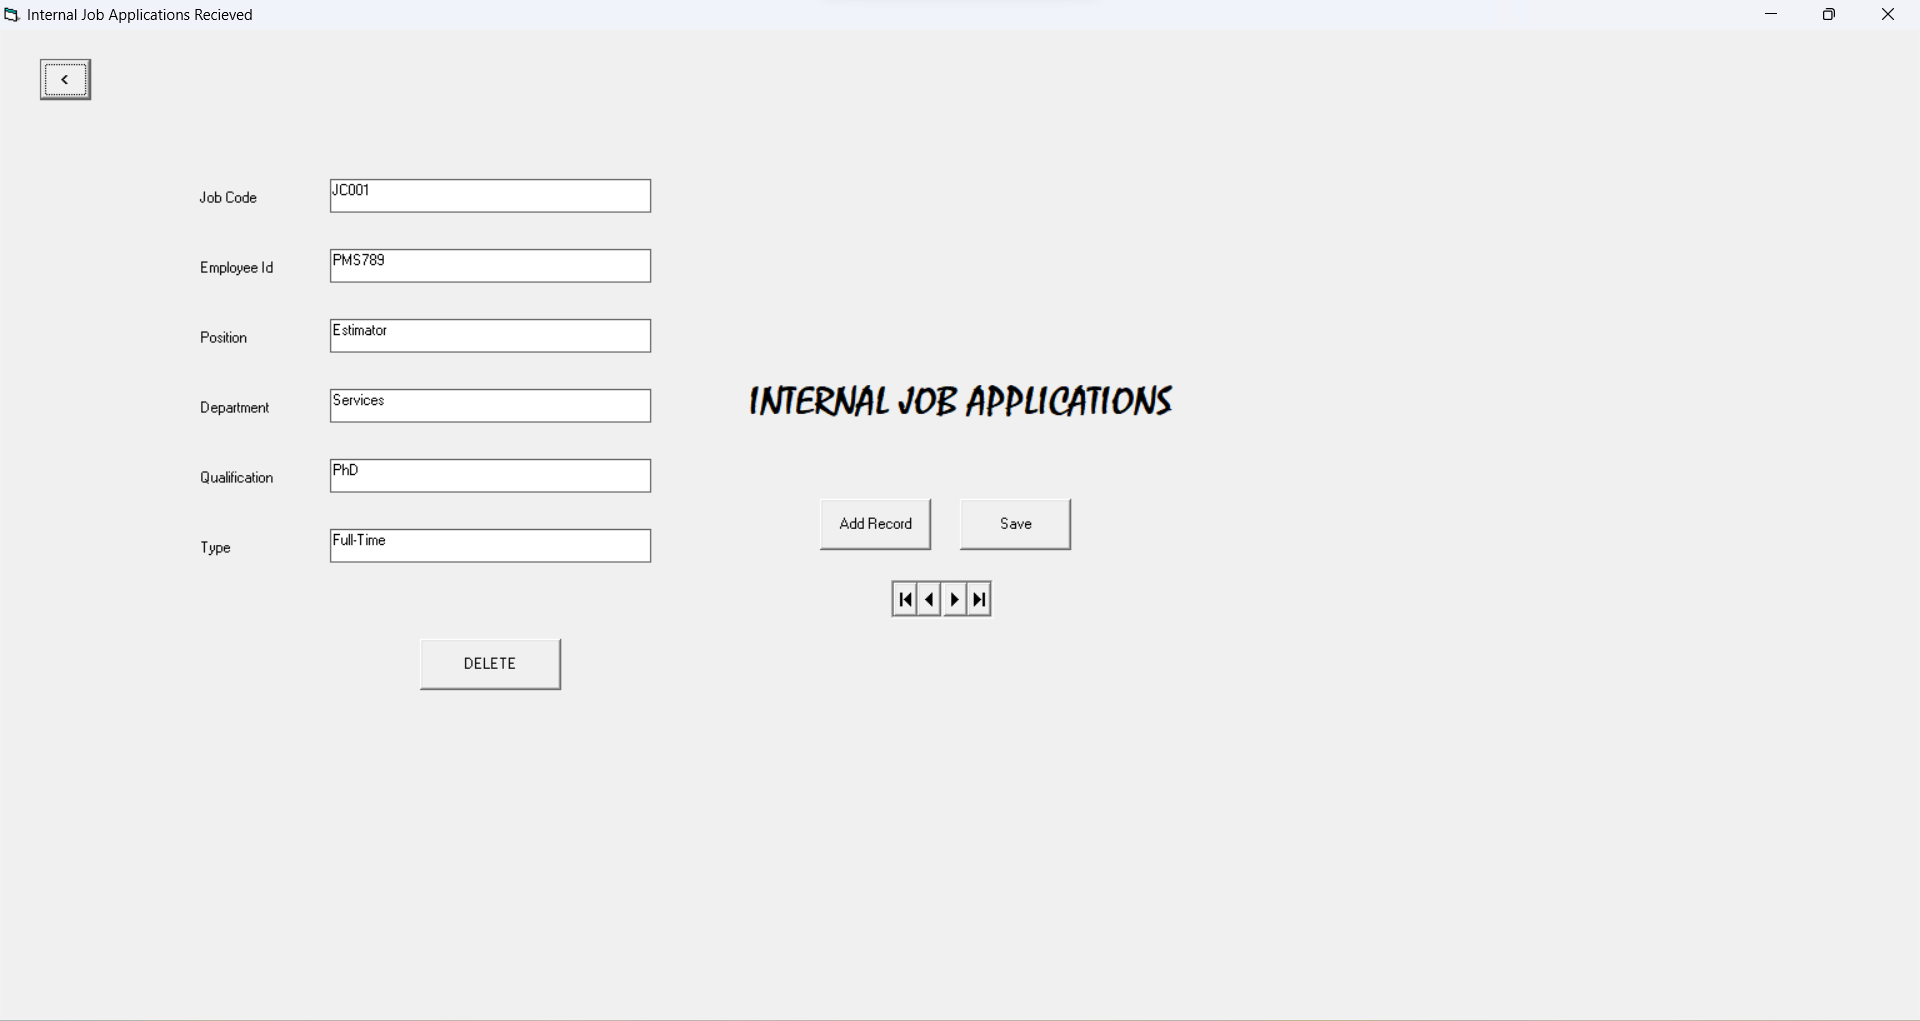 Internal Job Applications Recieved
<
Job Code
JC001
Employee Id
PMS789
Position
Estimator
Department
Services
Qualification
PhD
Type
Full-Time
DELETE
INTERNAL JOB APPLICATIONS
Add Record
Save